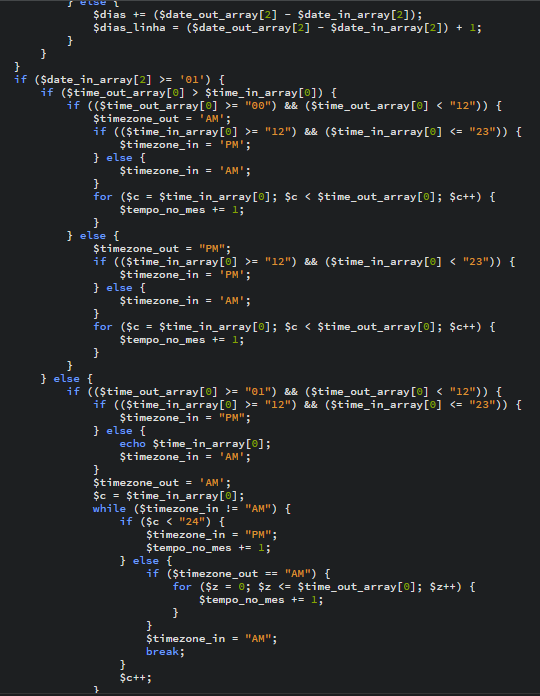 } else {
$dias += ($date_out_array[2] - $date_in_array[2]);
$dias_linha = ($date_out_array[2] - $date_in_array[2]) + 1;
}
}
}
if ($date_in_array[2] >= '01') {
if ($time_out_array[0] > $time_in_array[0]) {
if (($time_out_array[0] >= "00") && ($time_out_array[0] < "12")) {
$timezone_out = 'AM';
if (($time_in_array[0] >= "12") && ($time_in_array[0] <= "23")) {
$timezone_in = 'PM';
} else {
$timezone_in = 'AM';
}
for ($c = $time_in_array[0]; $c < $time_out_array[0]; $c++) {
$tempo_no_mes += 1;
}
} else {
$timezone_out = "PM";
if (($time_in_array[0] >= "12") && ($time_in_array[0] < "23")) {
$timezone_in = 'PM';
} else {
$timezone_in = 'AM';
}
for ($c = $time_in_array[0]; $c < $time_out_array[0]; $c++) {
$tempo_no_mes += 1;
}
}
} else {
if (($time_out_array[0] >= "01") && ($time_out_array[0] < "12")) {
if (($time_in_array[0] >= "12") && ($time_in_array[0] <= "23")) {
$timezone_in = "PM";
} else {
echo $time_in_array[0];
$timezone_in = 'AM';
}
$timezone_out = 'AM';
$c = $time_in_array[0];
while ($timezone_in != "AM") {
if ($c < "24") {
$timezone_in = "PM";
$tempo_no_mes += 1;
} else {
if ($timezone_out == "AM") {
for ($z = 0; $z <= $time_out_array[0]; $z++) {
$tempo_no_mes += 1;
}
}
$timezone_in = "AM";
break;
}
$c++;
}